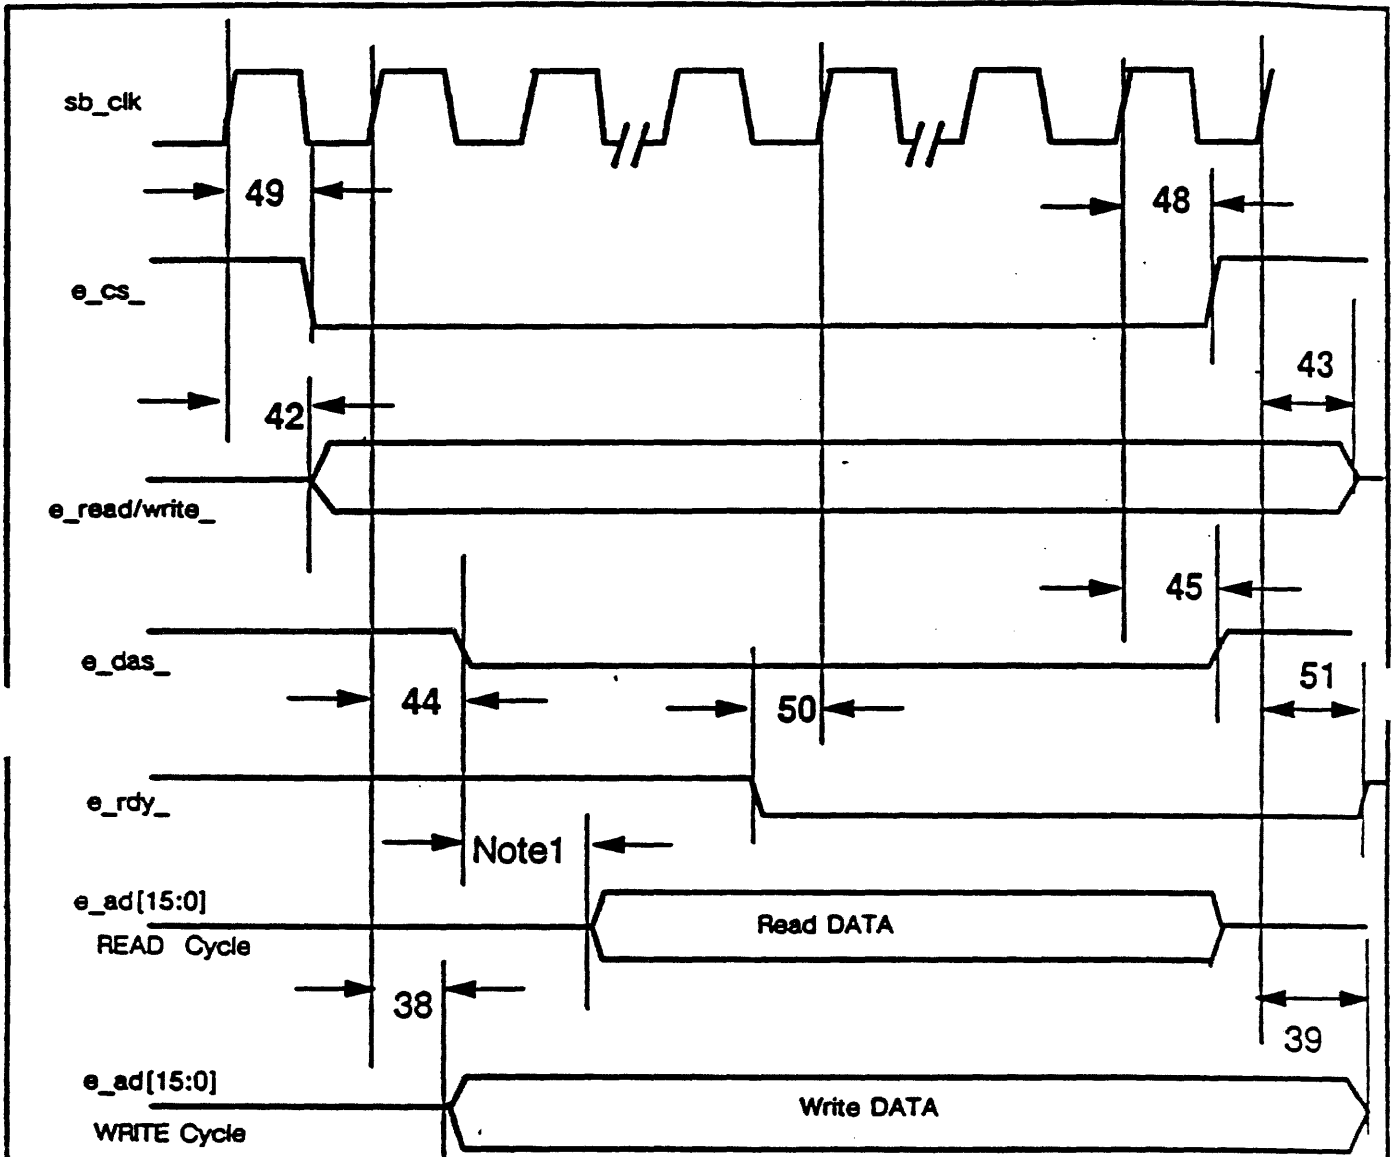 sb_clk
49
48
e_cs_
43
42
e_read/write_
45
e_das_
51
44
50
e_rdy_
Note1
e_ad[15:0]
Read DATA
READ Cycle
38
39
e_ad[15:0]
Write DATA
WRITE Cycle